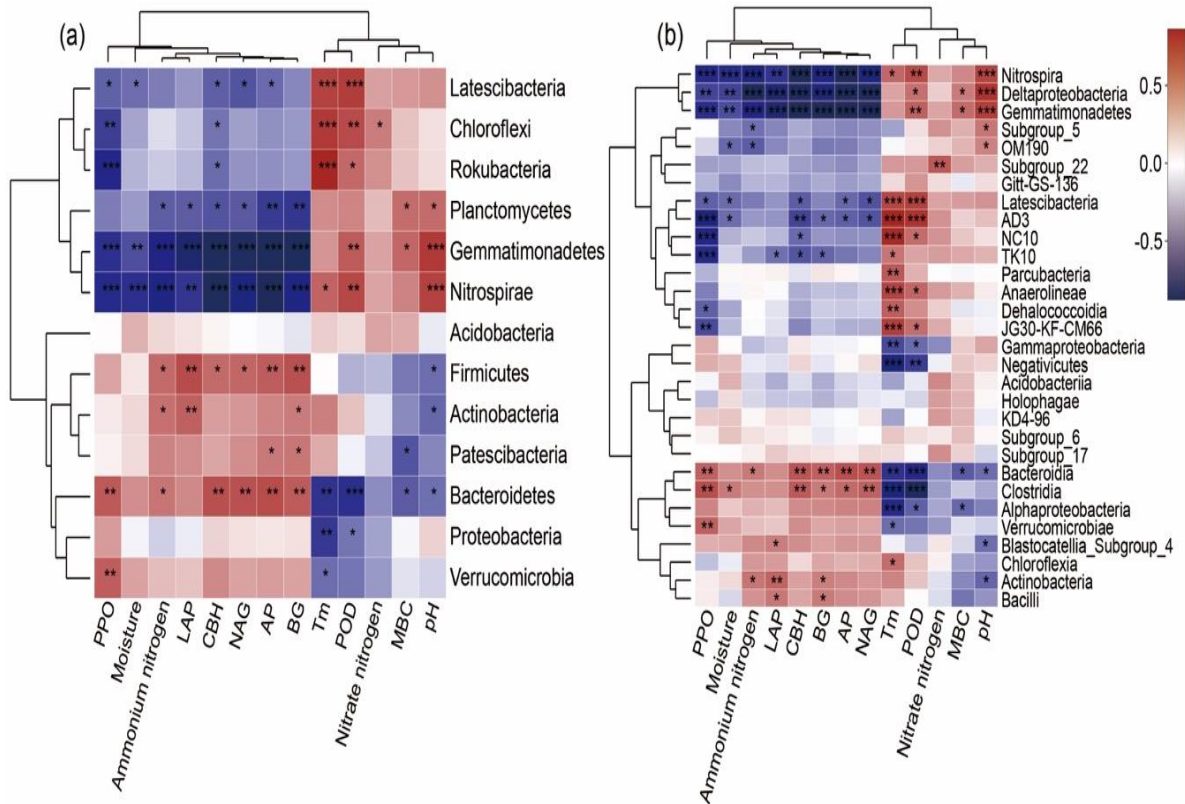 (a)
* * * * * *** *** Latescibacteria
** * *** ** * Chloroflexi
*** * *** * Rokubacteria
* * * * ** ** * * Planctomycetes
*** ** *** *** *** *** *** *** ** * *** Gemmatimonadetes
*** *** *** ** *** *** *** *** * ** *** Nitrospirae
Acidobacteria
* ** * * ** ** * Firmicutes
* ** * * Actinobacteria
* * * Patescibacteria
** * ** ** ** ** ** *** * * Bacteroidetes
** * Proteobacteria
** * Verrucomicrobia
PPO
Moisture
Ammonium nitrogen
LAP
CBH
NAG
AP
BG
Tm
POD
Nitrate nitrogen
MBC
pH
(b)
*** *** *** ** *** *** *** *** * ** *** Nitrospira
** ** *** *** *** *** *** *** * * *** Deltaproteobacteria
*** ** *** *** *** *** *** *** ** * *** Gemmatimonadetes
* * Subgroup_5
* * * OM190
** Subgroup_22
Gitt-GS-136
* * * * * *** *** Latescibacteria
*** * ** * * * *** *** AD3
*** * *** * NC10
*** * * * * TK10
** Parcubacteria
*** * Anaerolineae
* ** Dehalococcoidia
** *** * JG30-KF-CM66
** * Gammaproteobacteria
*** ** Negativicutes
Acidobacteriia
Holophagae
KD4-96
Subgroup_6
Subgroup_17
** * ** ** ** ** ** *** * * Bacteroidia
** * ** * * ** *** *** Clostridia
*** * * Alphaproteobacteria
** * Verrucomicrobiae
* * Blastocatellia_Subgroup_4
* Chloroflexia
* ** * * Actinobacteria
* * Bacilli
PPO
Moisture
Ammonium nitrogen
LAP
CBH
BG
AP
NAG
Tm
POD
Nitrate nitrogen
MBC
pH
0.5
0.0
-0.5